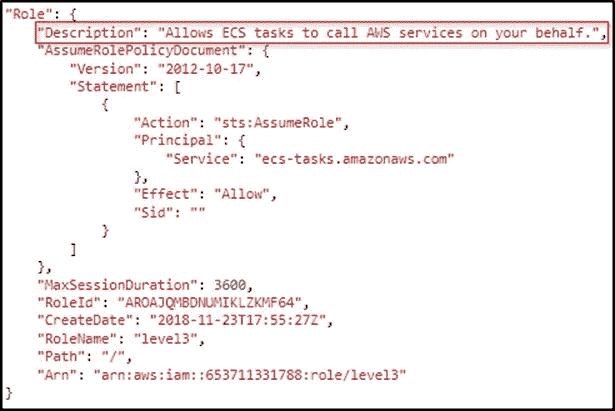 "Role": {
"Description": "Allows ECS tasks to call AWS services on your behalf.",
"AssumeRolePolicyDocument": {
"Version": "2012-10-17",
"Statement": [
{
"Action": "sts:AssumeRole",
"Principal": {
"Service": "ecs-tasks.amazonaws.com"
},
"Effect": "Allow",
"Sid": ""
}
]
},
"MaxSessionDuration": 3600,
"RoleId": "AROAJQMBDNUMIKLZKMF64",
"CreateDate": "2018-11-23T17:55:27Z",
"RoleName": "level3",
"Path": "/",
"Arn": "arn:aws:iam::653711331788:role/level3"
}